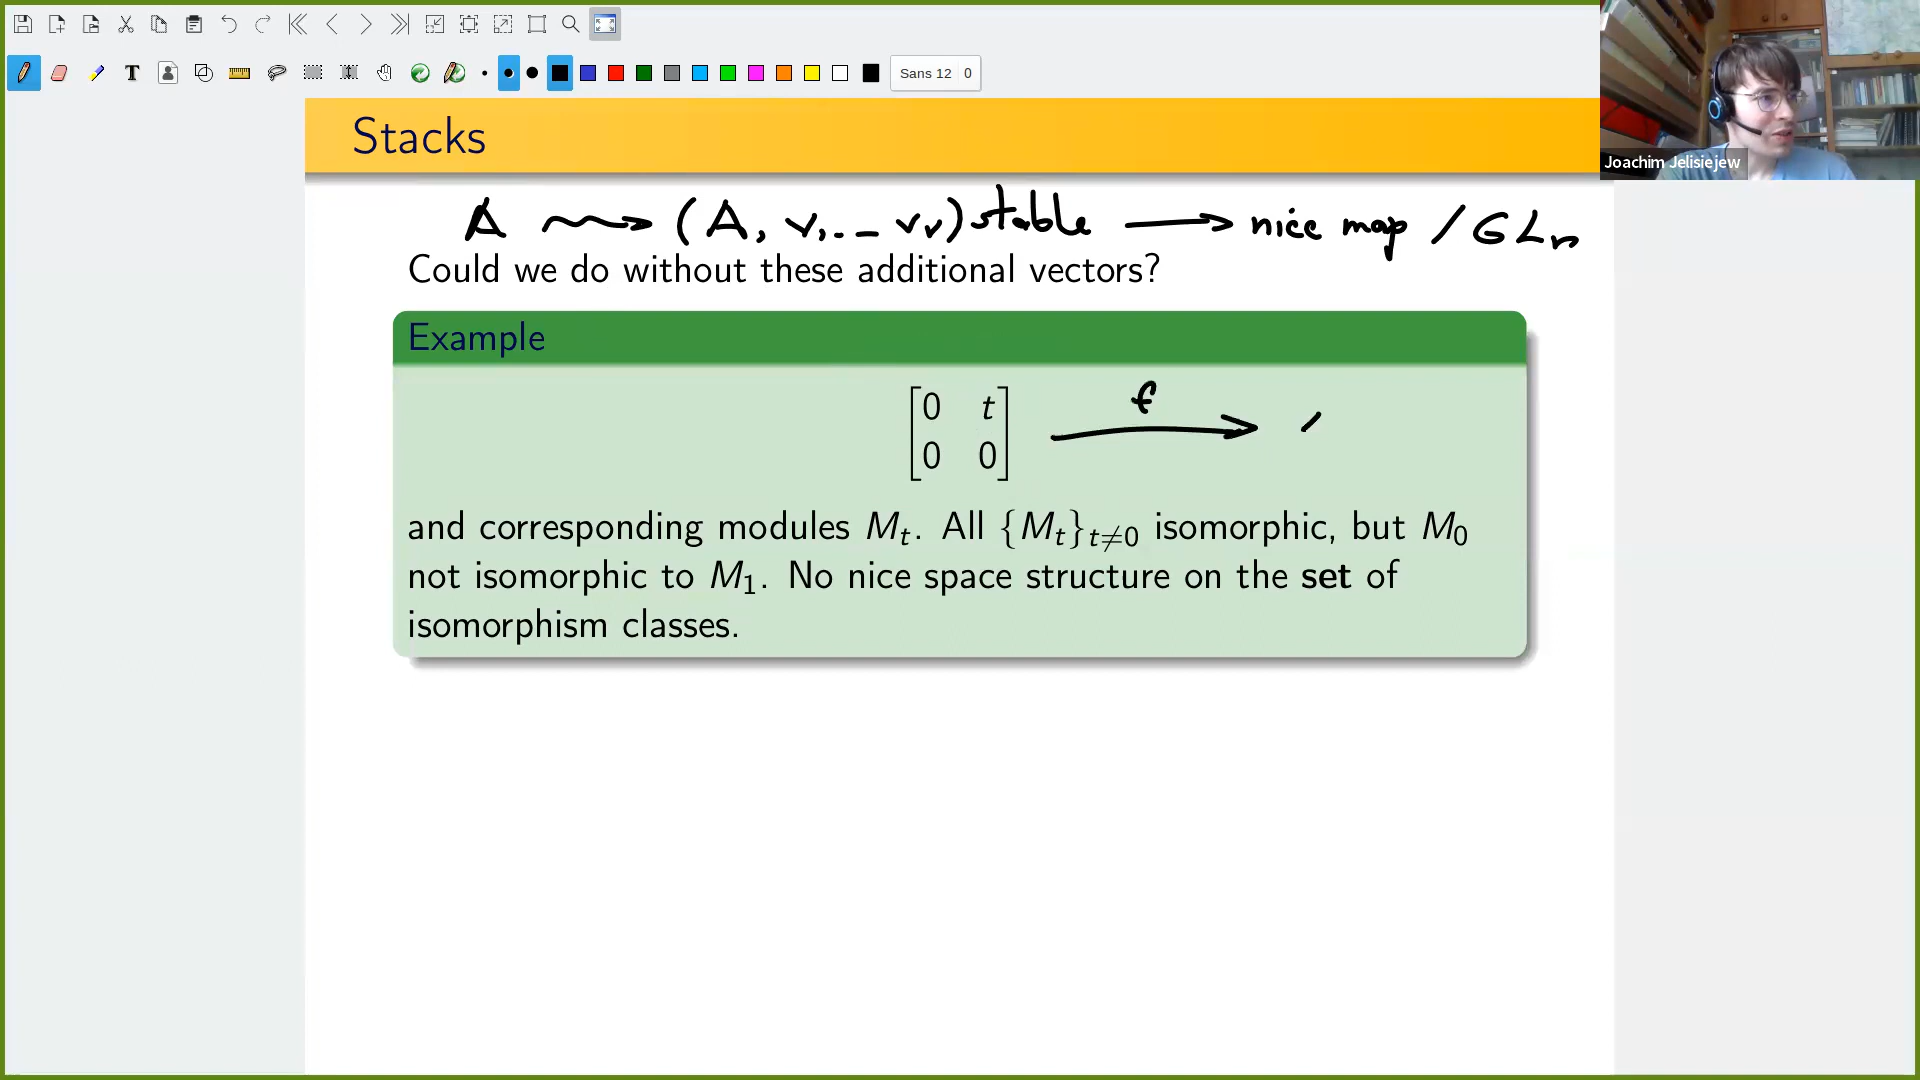 T
Sans 12 0
Joachim Jelisiejew
Stacks
A ⇝ (A, v₁ … vᵣ) stable ⟶ nice map / GLₙ
Could we do without these additional vectors?
Example
[0 t
0 0] ⟶ f
and corresponding modules Mₜ. All {Mₜ}ₜ≠₀ isomorphic, but M₀
not isomorphic to M₁. No nice space structure on the set of
isomorphism classes.